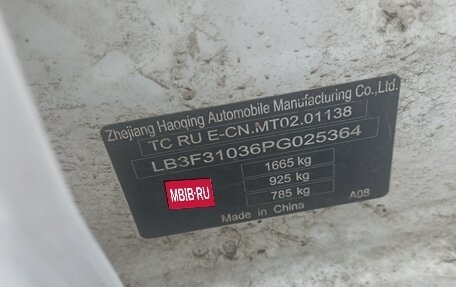 Zhejiang Haoqing Automobile Manufacturing Co.,Ltd.
TC RU E-CN.MT02.01138
LB3F31036PG025364
1665 kg
925 kg
785 kg
MBIB.RU
A08
Made in China